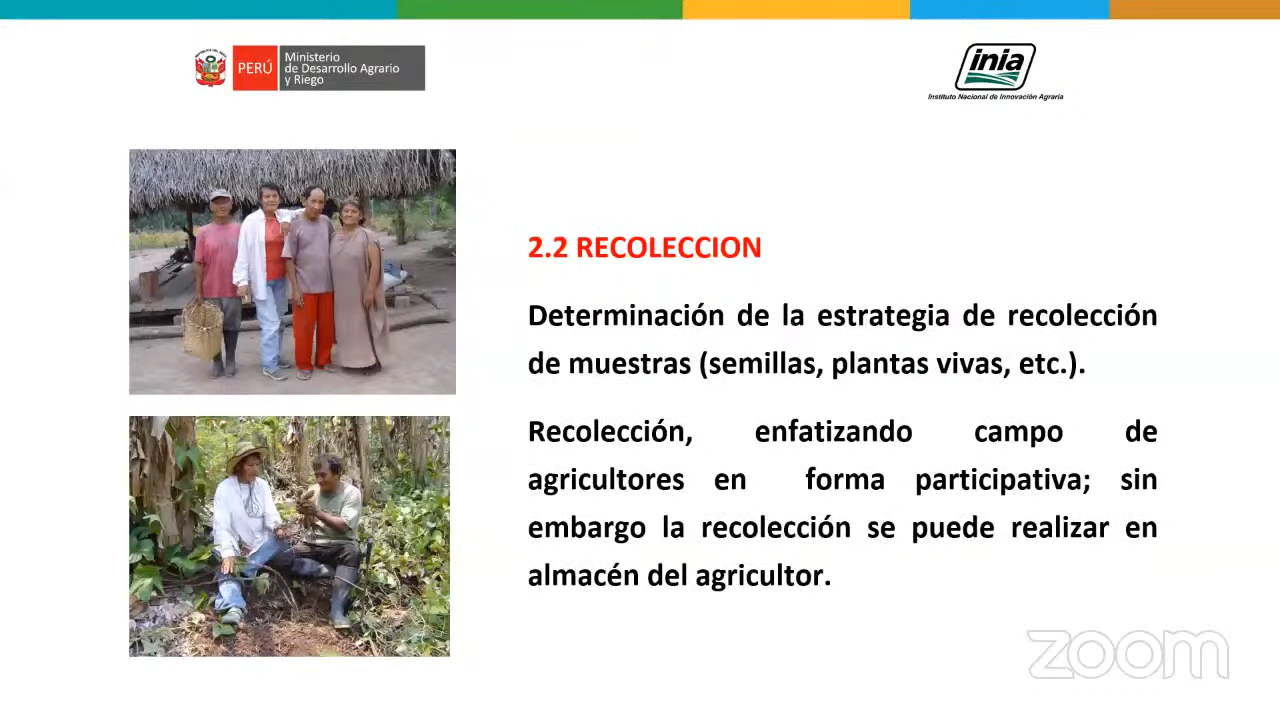 PERÚ
Ministerio
de Desarrollo Agrario
y Riego
inia
Instituto Nacional de Innovación Agraria
2.2 RECOLECCION
Determinación de la estrategia de recolección
de muestras (semillas, plantas vivas, etc.).
Recolección, enfatizando campo de
agricultores en forma participativa; sin
embargo la recolección se puede realizar en
almacén del agricultor.
zoom